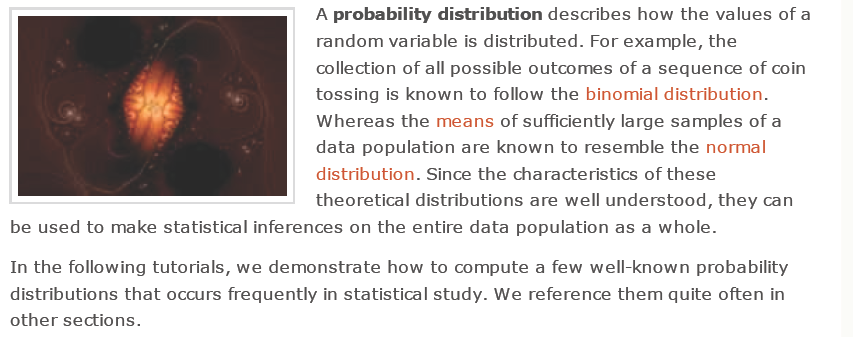 A probability distribution describes how the values of a
random variable is distributed. For example, the
collection of all possible outcomes of a sequence of coin
tossing is known to follow the binomial distribution.
Whereas the means of sufficiently large samples of a
data population are known to resemble the normal
distribution. Since the characteristics of these
theoretical distributions are well understood, they can
be used to make statistical inferences on the entire data population as a whole.
In the following tutorials, we demonstrate how to compute a few well-known probability
distributions that occurs frequently in statistical study. We reference them quite often in
other sections.